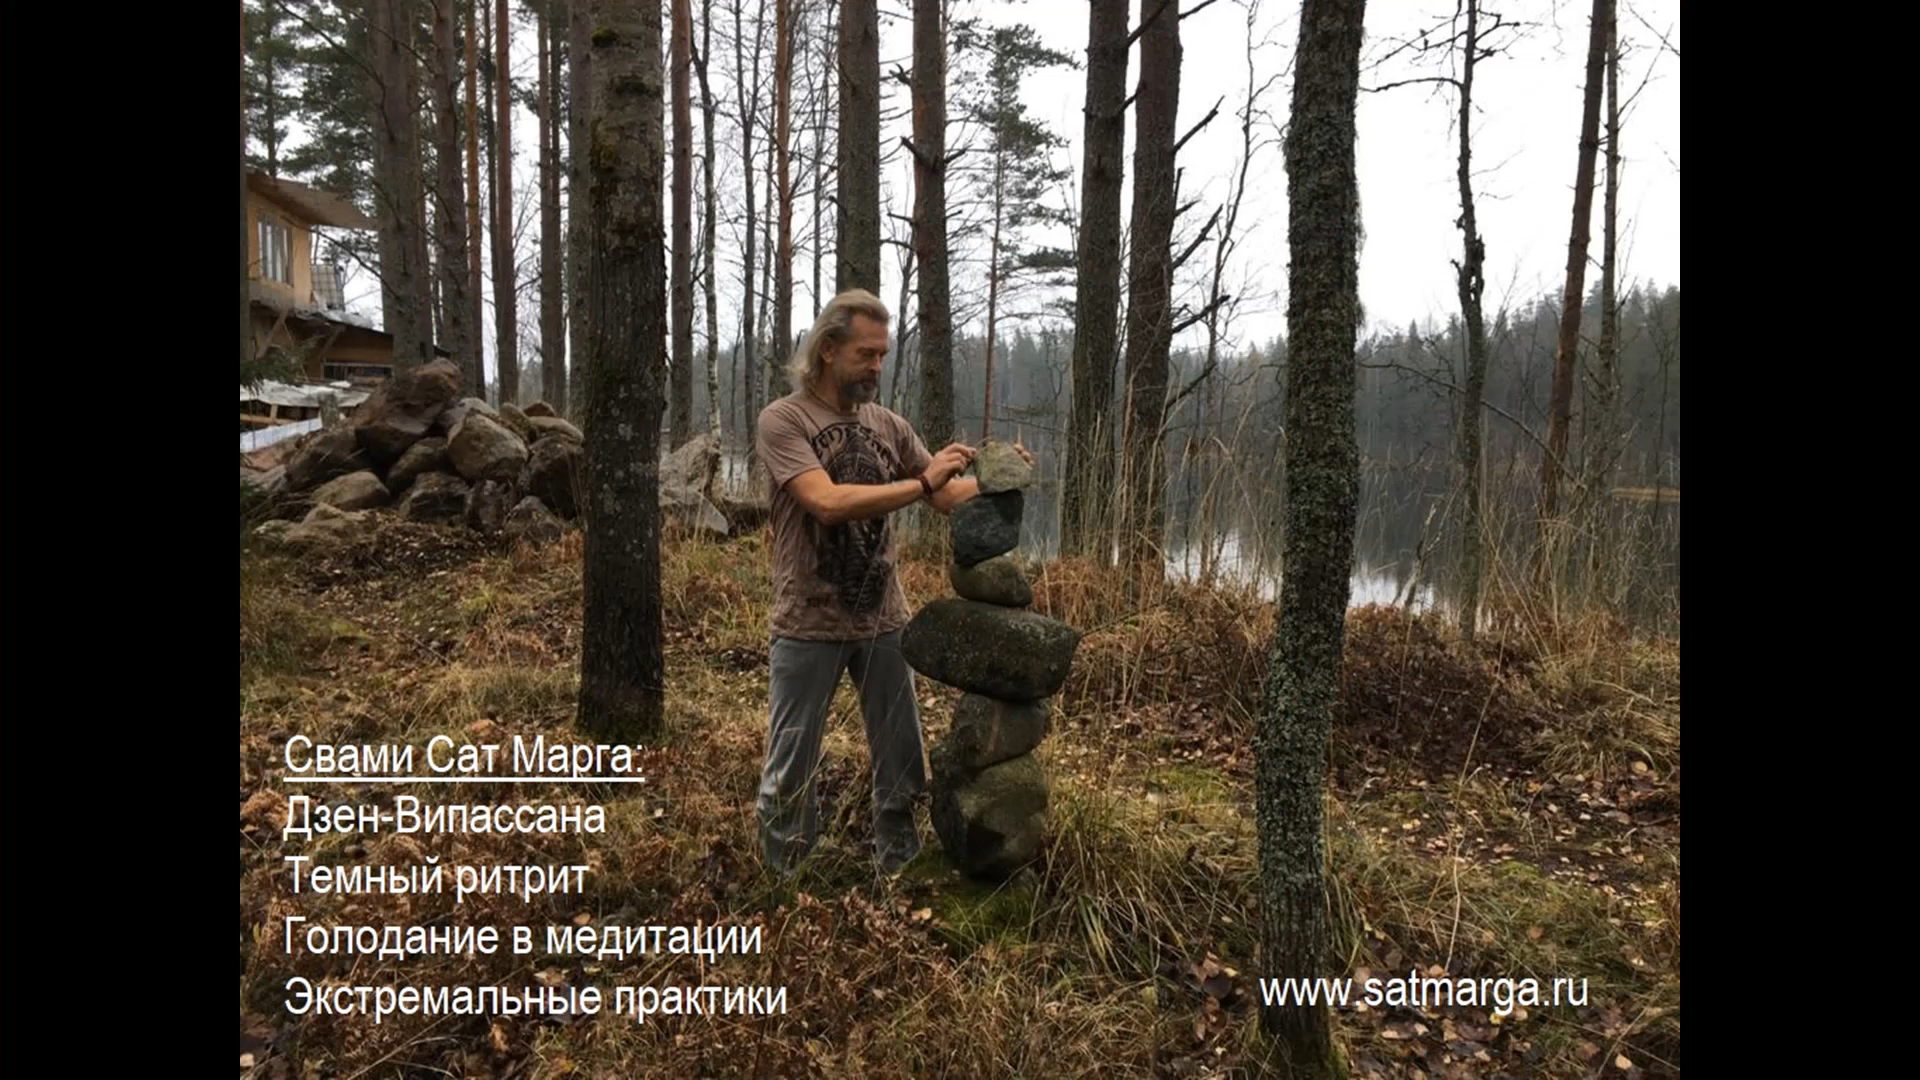 Свами Сат Марга:
Дзен-Випассана
Темный ритрит
Голодание в медитации
Экстремальные практики
www.satmarga.ru